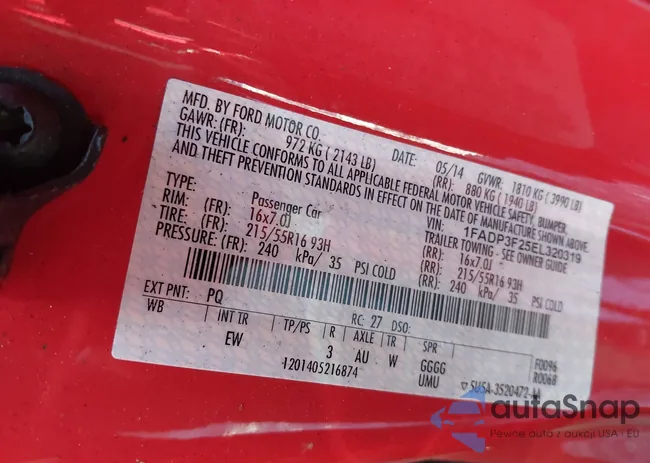 MFD. BY FORD MOTOR CO.
DATE: 05/14 GVWR: 1810 KG ( 3990 LB)
GAWR: (FR): 972 KG ( 2143 LB) (RR): 880 KG ( 1940 LB)
THIS VEHICLE CONFORMS TO ALL APPLICABLE FEDERAL MOTOR VEHICLE SAFETY, BUMPER,
AND THEFT PREVENTION STANDARDS IN EFFECT ON THE DATE OF MANUFACTURE SHOWN ABOVE.
VIN: 1FADP3F25EL320319
TYPE: Passenger Car TRAILER TOWING - SEE OWNER GUIDE
RIM: (FR): 16x7.0J (RR): 16x7.0J
TIRE: (FR): 215/55R16 93H (RR): 215/55R16 93H
PRESSURE: (FR): 240 kPa/ 35 PSI COLD (RR): 240 kPa/ 35 PSI COLD
EXT PNT: PQ RC: 27 DSO:
WB INT TR TP/PS R AXLE TR SPR
EW 3 AU W GGGG F0096
UMU R0068
1201405216874 SU5A-3520472-
autoSnap
Pewne auta z aukcji USA i EU